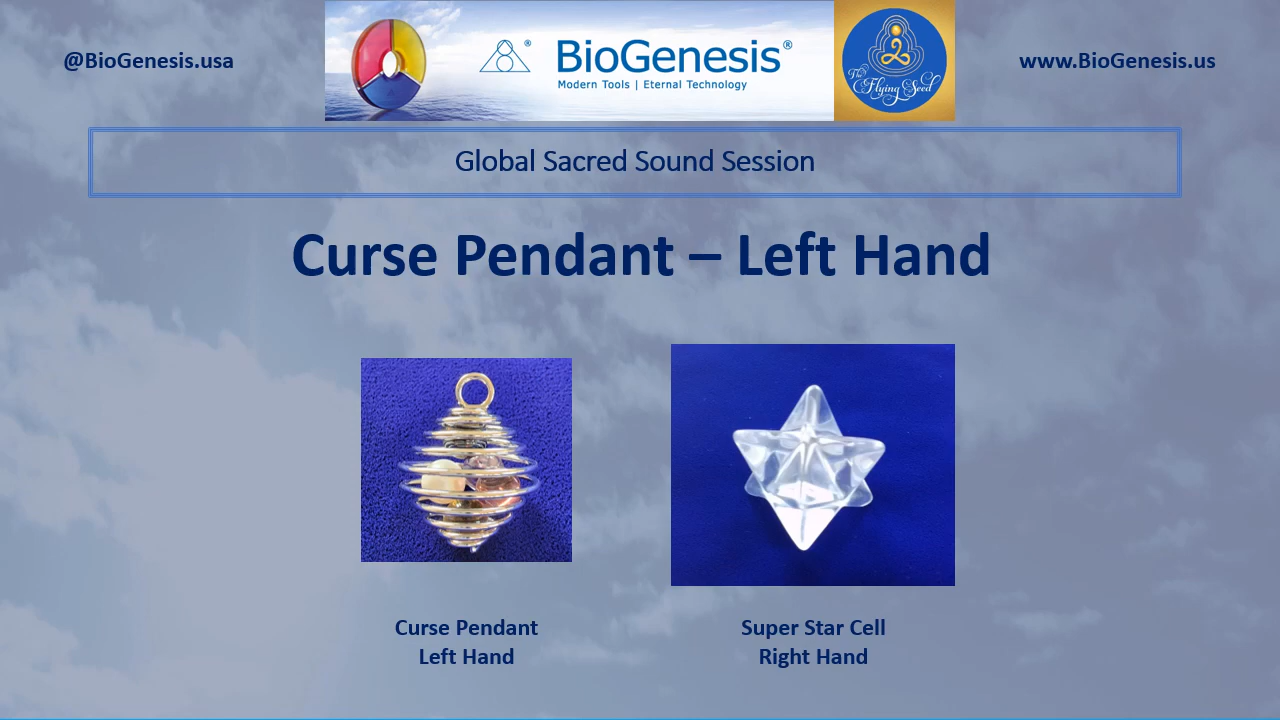 @BioGenesis.usa
BioGenesis®
Modern Tools | Eternal Technology
The
Flying Seed
www.BioGenesis.us
Global Sacred Sound Session
Curse Pendant – Left Hand
Curse Pendant
Left Hand
Super Star Cell
Right Hand